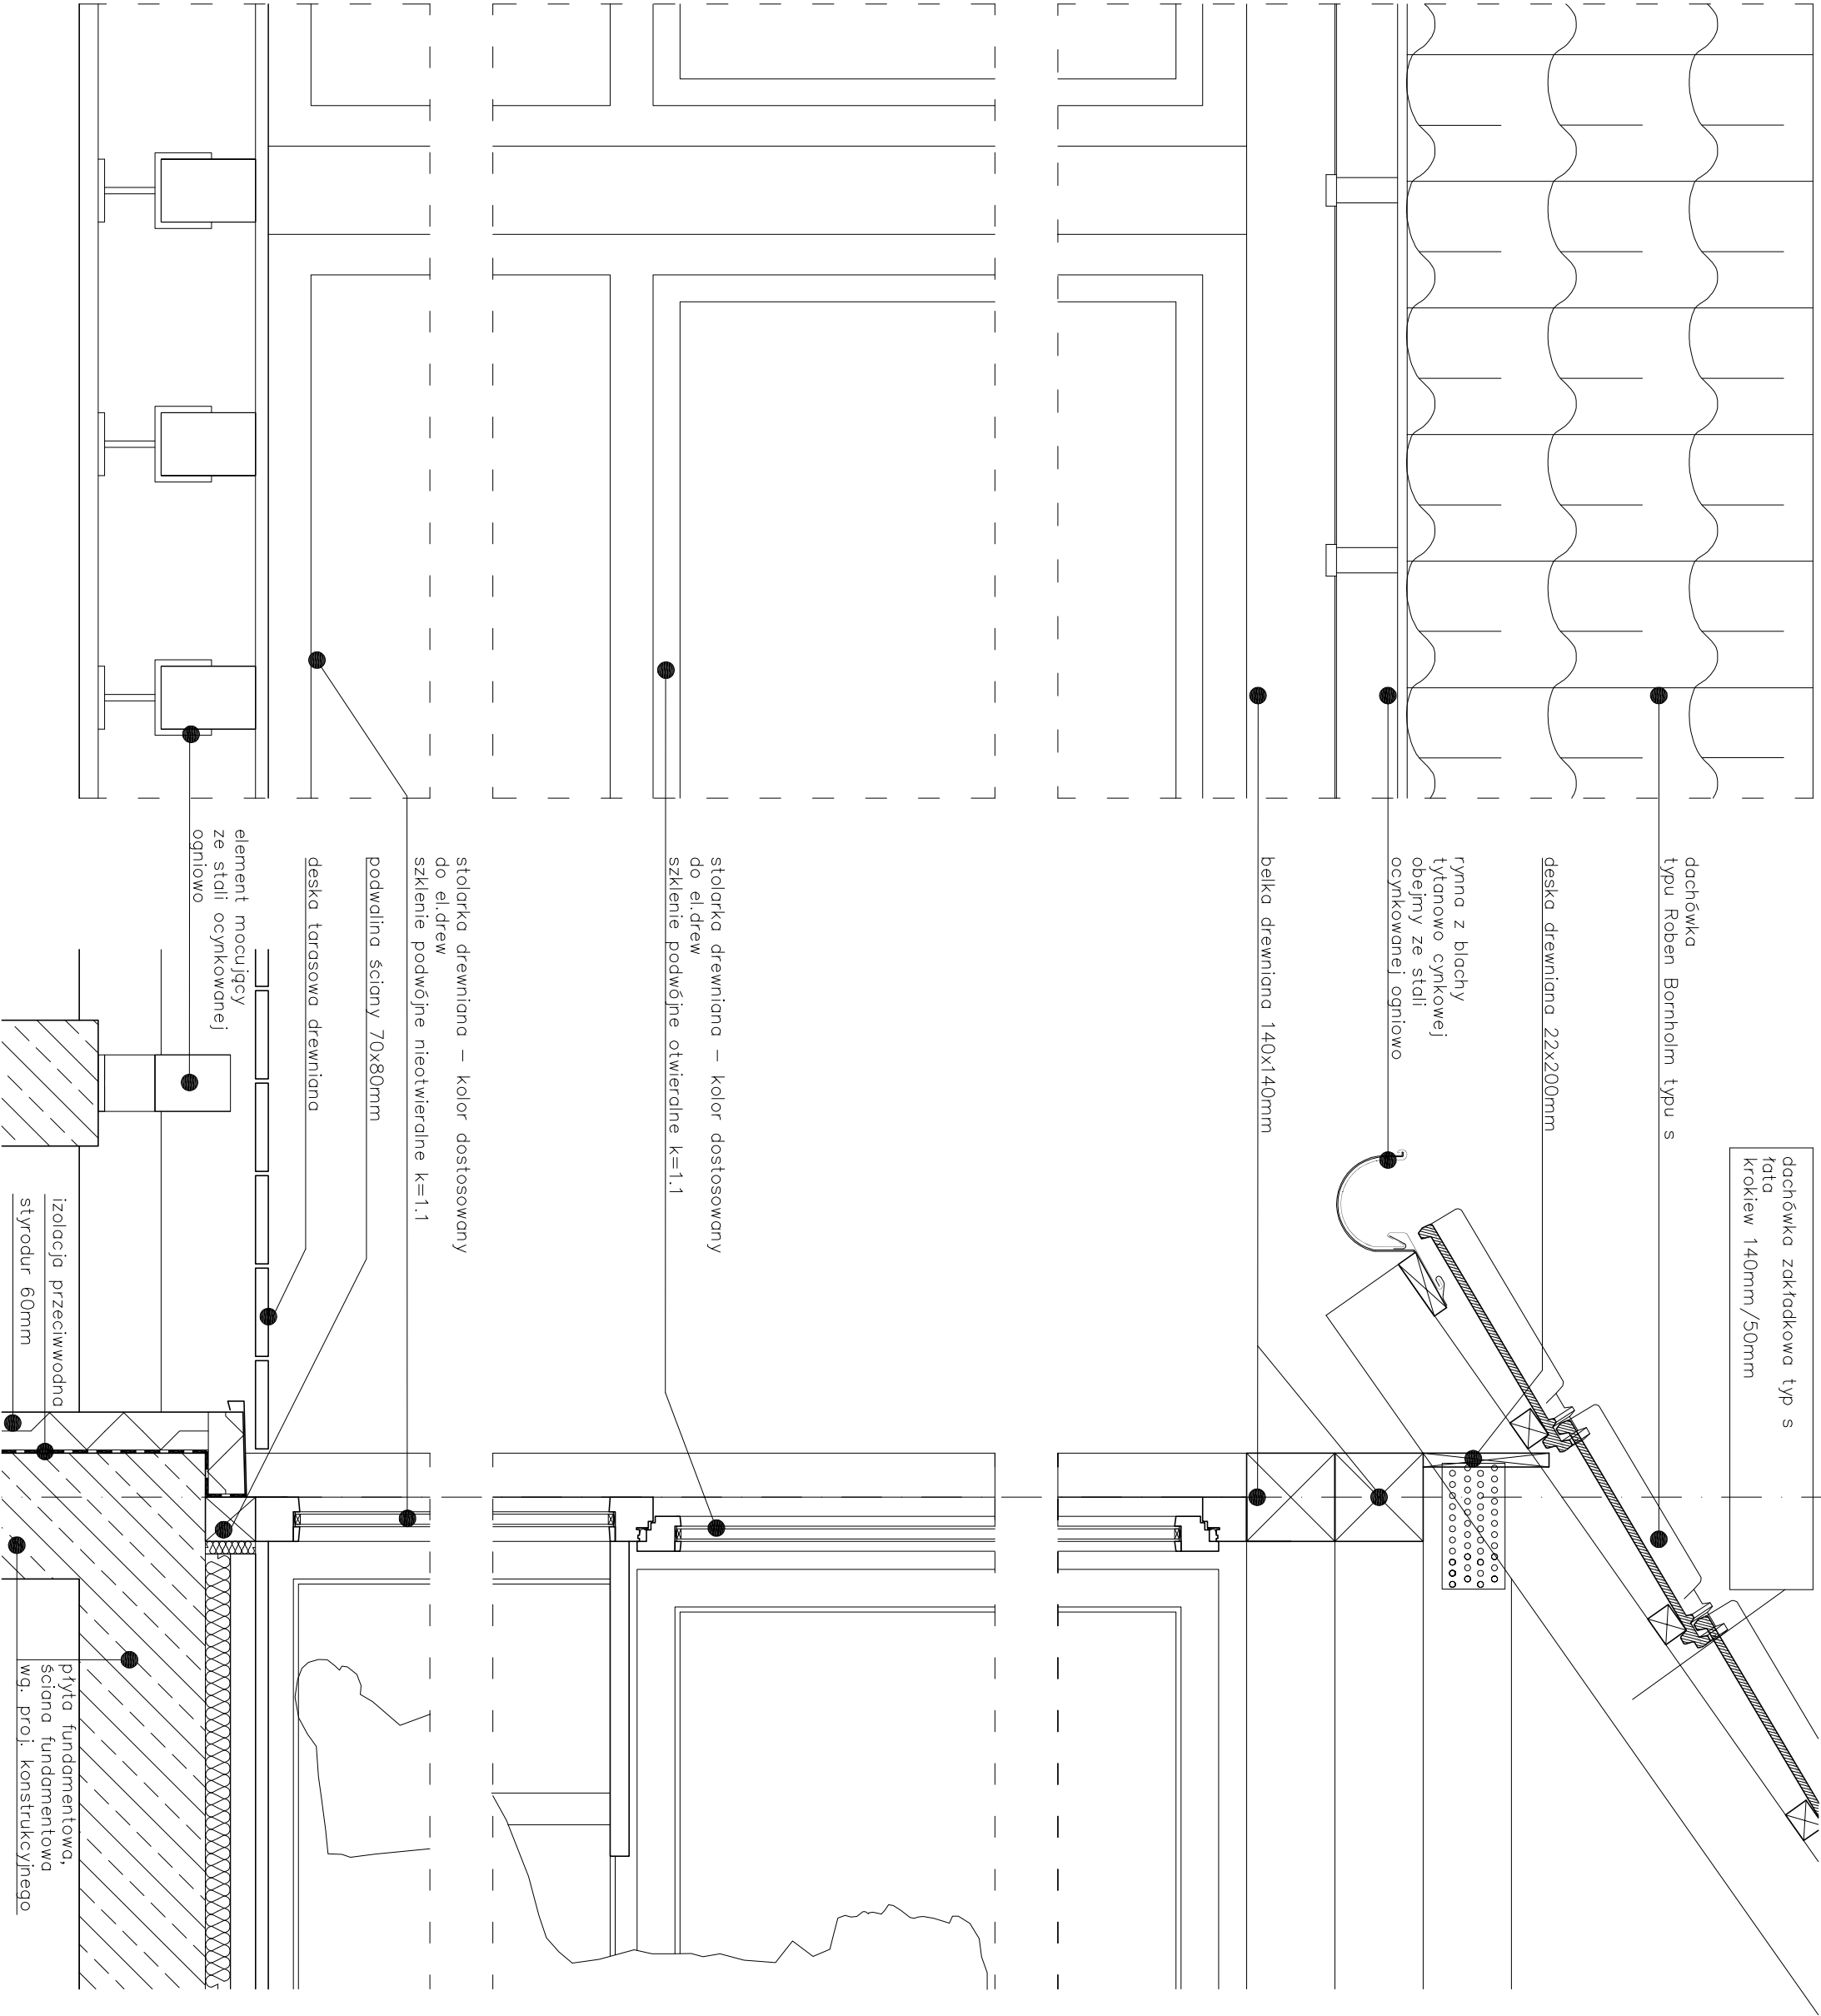 dachówka zakładkowa typ s
łata
krokiew 140mm/50mm
dachówka
typu Roben Bornholm typu s
deska drewniana 22x200mm
rynna z blachy
tytanowo cynkowej
obejmy ze stali
ocynkowanej ogniowo
belka drewniana 140x140mm
stolarka drewniana – kolor dostosowany
do el.drew
szklenie podwójne otwieralne k=1.1
stolarka drewniana – kolor dostosowany
do el.drew
szklenie podwójne nieotwieralne k=1.1
podwalina ściany 70x80mm
deska tarasowa drewniana
element mocujący
ze stali ocynkowanej
ogniowo
izolacja przeciwwodna
styrodur 60mm
płyta fundamentowa,
ściana fundamentowa
wg. proj. konstrukcyjnego